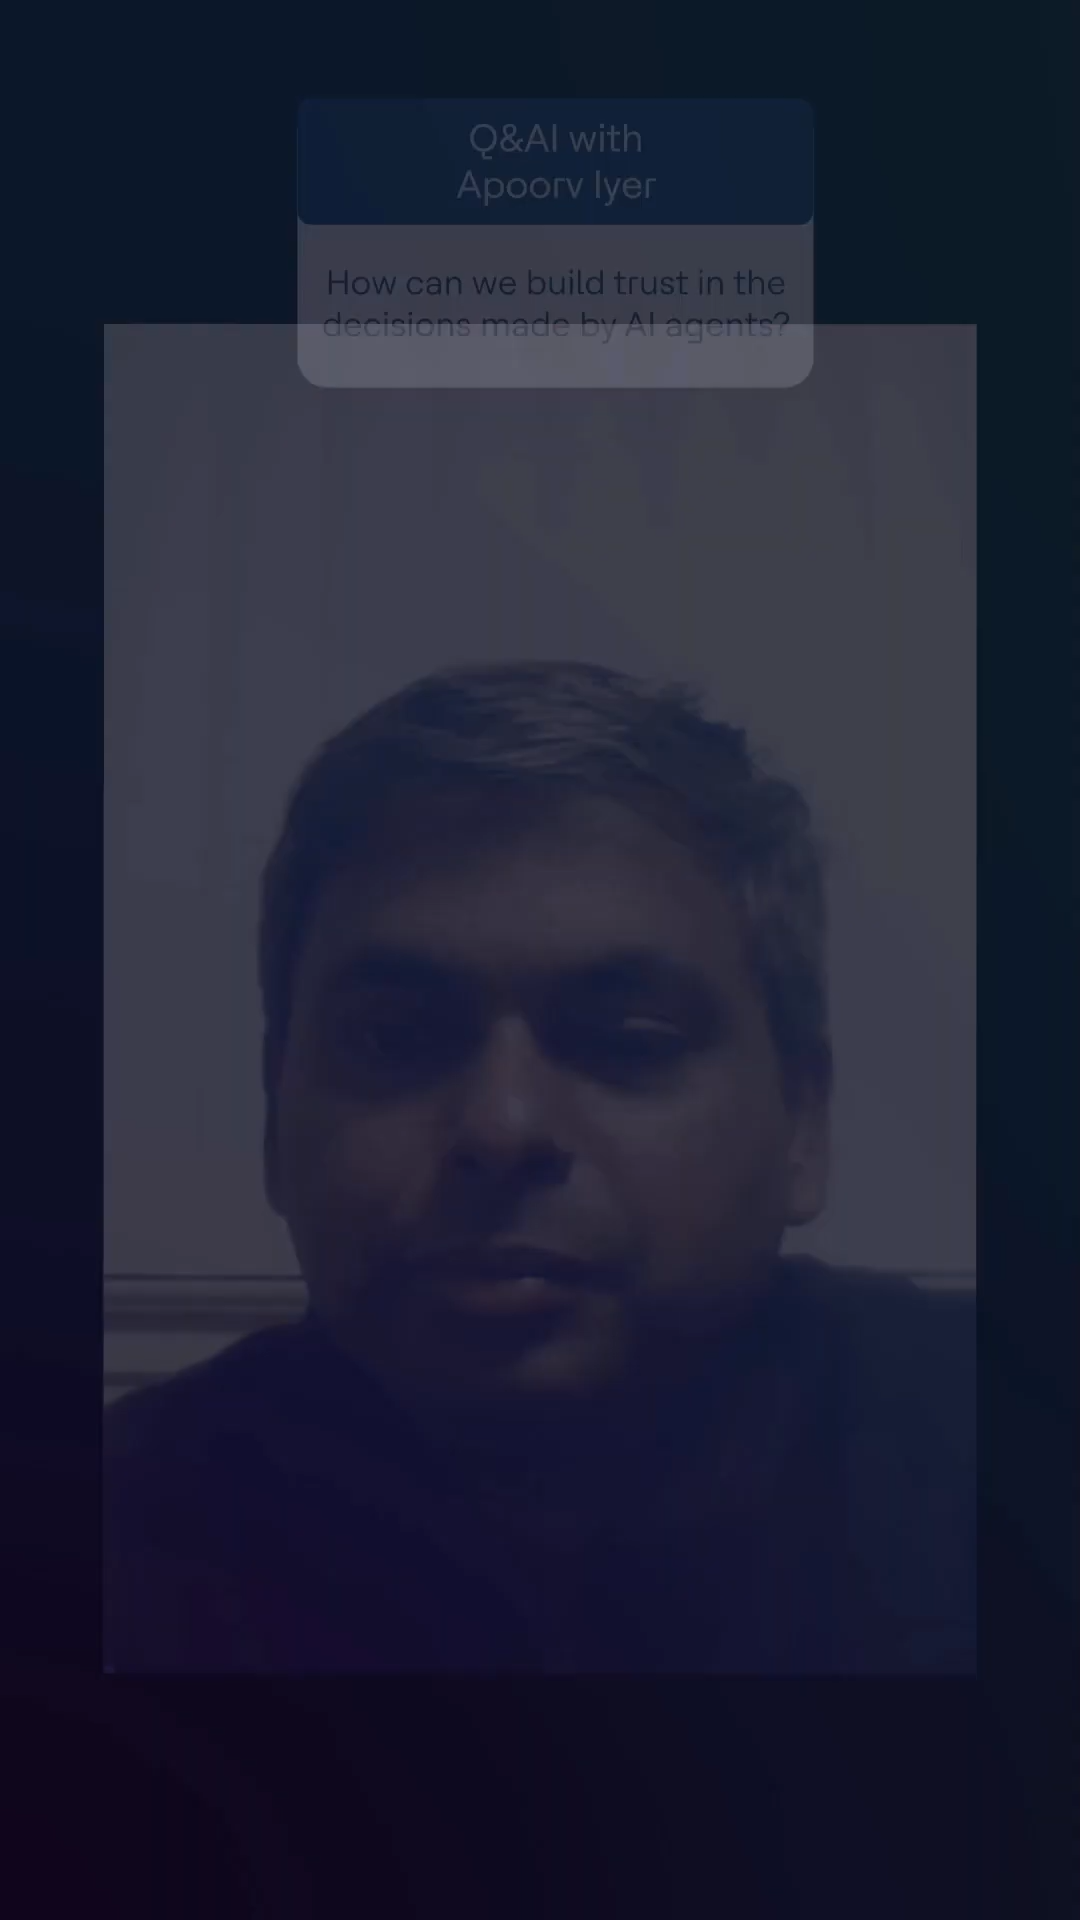 Q&AI with
Apoorv Iyer
How can we build trust in the
decisions made by AI agents?